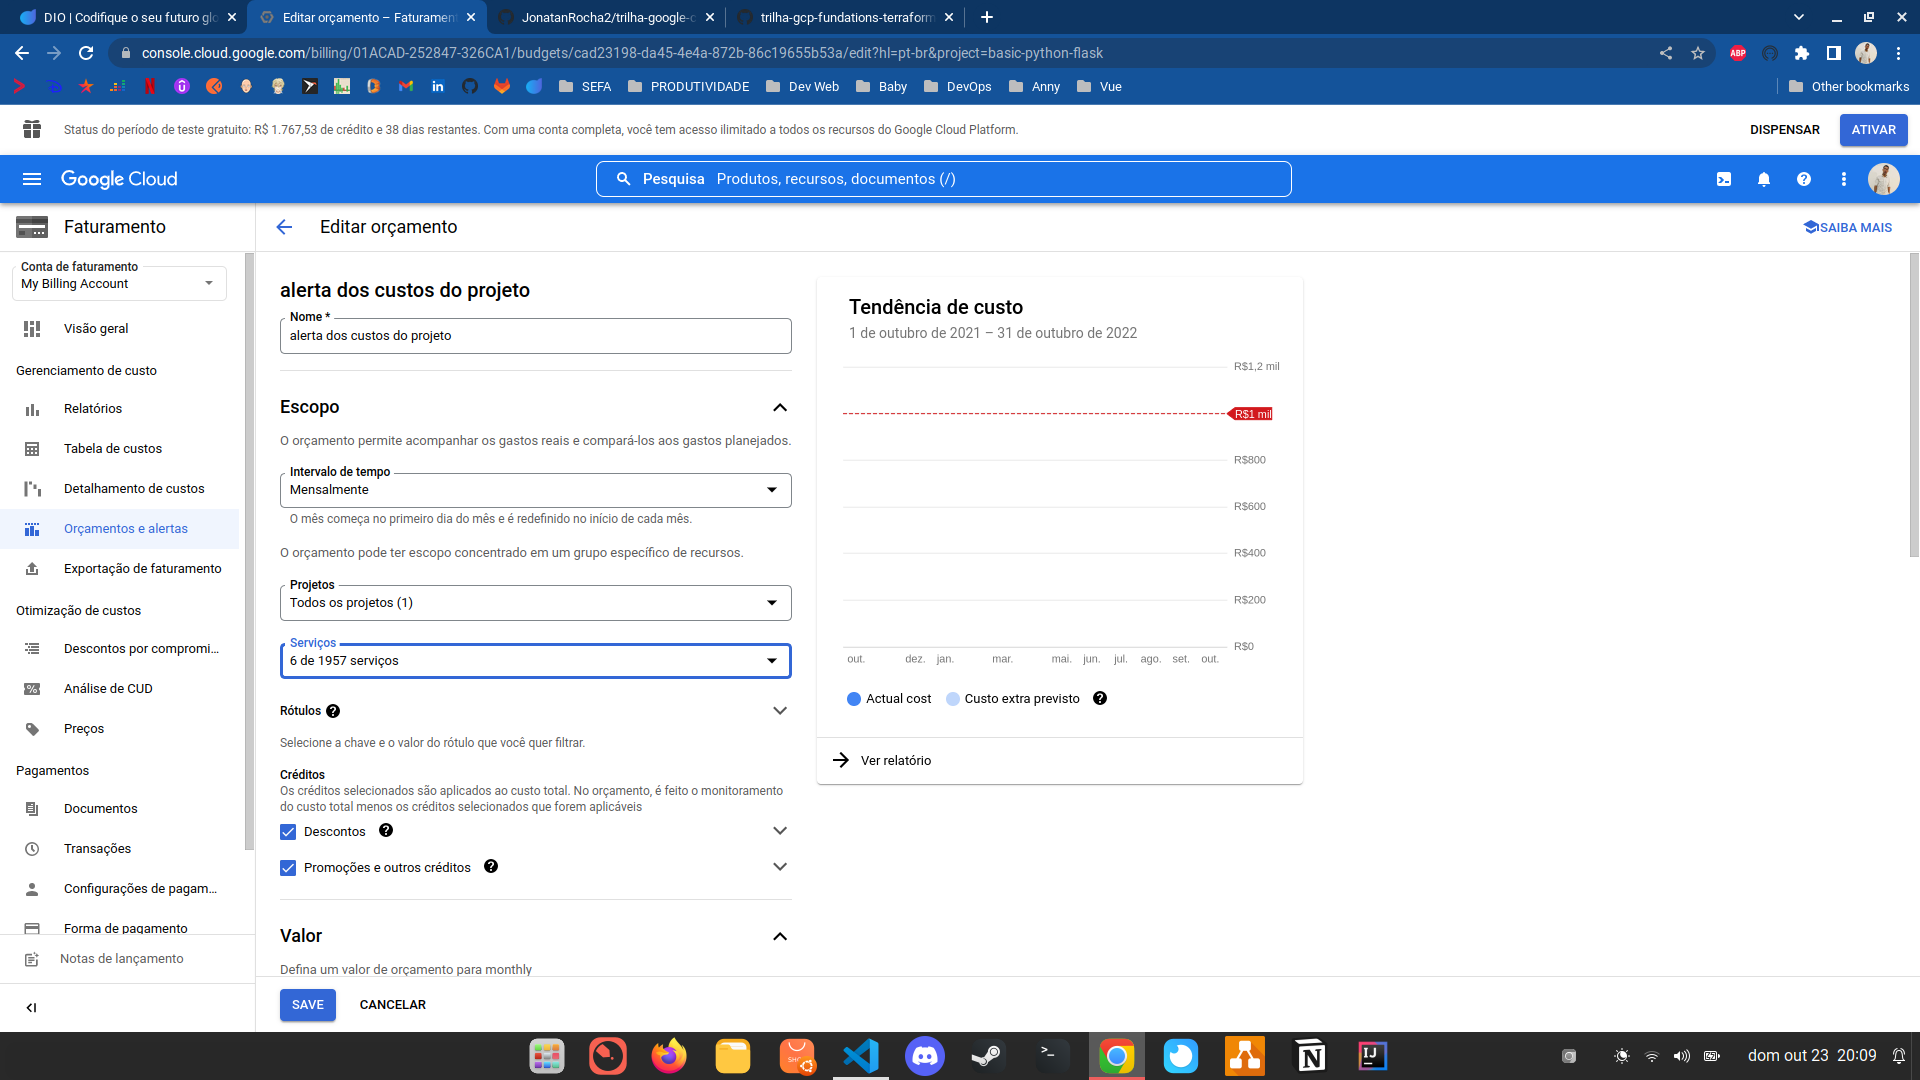 DIO | Codifique o seu futuro glo
Editar orçamento – Faturament
JonatanRocha2/trilha-google-c
trilha-gcp-fundations-terraform
console.cloud.google.com/billing/01ACAD-252847-326CA1/budgets/cad23198-da45-4e4a-872b-86c19655b53a/edit?hl=pt-br&project=basic-python-flask
ABP
SEFA
PRODUTIVIDADE
Dev Web
Baby
DevOps
Anny
Vue
Other bookmarks
Status do período de teste gratuito: R$ 1.767,53 de crédito e 38 dias restantes. Com uma conta completa, você tem acesso ilimitado a todos os recursos do Google Cloud Platform.
DISPENSAR
ATIVAR
Google Cloud
Pesquisa Produtos, recursos, documentos (/)
Faturamento
Editar orçamento
SAIBA MAIS
Conta de faturamento
My Billing Account
Visão geral
Gerenciamento de custo
Relatórios
Tabela de custos
Detalhamento de custos
Orçamentos e alertas
Exportação de faturamento
Otimização de custos
Descontos por compromi...
Análise de CUD
Preços
Pagamentos
Documentos
Transações
Configurações de pagam...
Forma de pagamento
Notas de lançamento
alerta dos custos do projeto
Nome *
alerta dos custos do projeto
Escopo
O orçamento permite acompanhar os gastos reais e compará-los aos gastos planejados.
Intervalo de tempo
Mensalmente
O mês começa no primeiro dia do mês e é redefinido no início de cada mês.
O orçamento pode ter escopo concentrado em um grupo específico de recursos.
Projetos
Todos os projetos (1)
Serviços
6 de 1957 serviços
Rótulos
Selecione a chave e o valor do rótulo que você quer filtrar.
Créditos
Os créditos selecionados são aplicados ao custo total. No orçamento, é feito o monitoramento
do custo total menos os créditos selecionados que forem aplicáveis
Descontos
Promoções e outros créditos
Valor
Defina um valor de orçamento para monthly
SAVE
CANCELAR
Tendência de custo
1 de outubro de 2021 – 31 de outubro de 2022
R$1,2 mil
R$1 mil
R$800
R$600
R$400
R$200
R$0
out. dez. jan. mar. mai. jun. jul. ago. set. out.
Actual cost
Custo extra previsto
Ver relatório
dom out 23 20:09